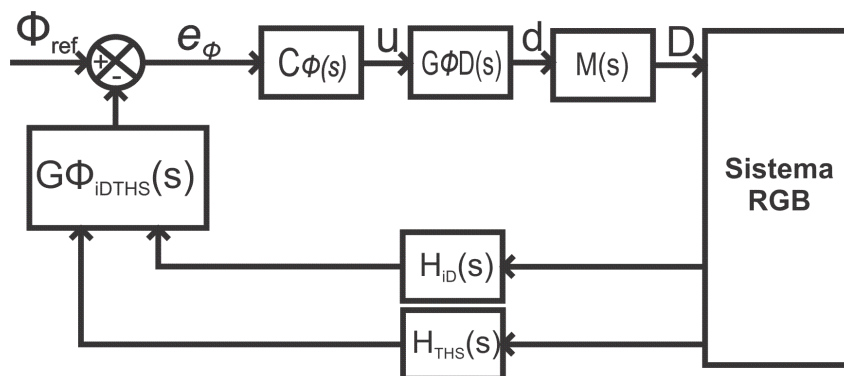 Φref
+
-
eΦ
CΦ(s)
u
GΦD(s)
d
M(s)
D
GΦiDTHS(s)
Sistema
RGB
HiD(s)
HTHS(s)